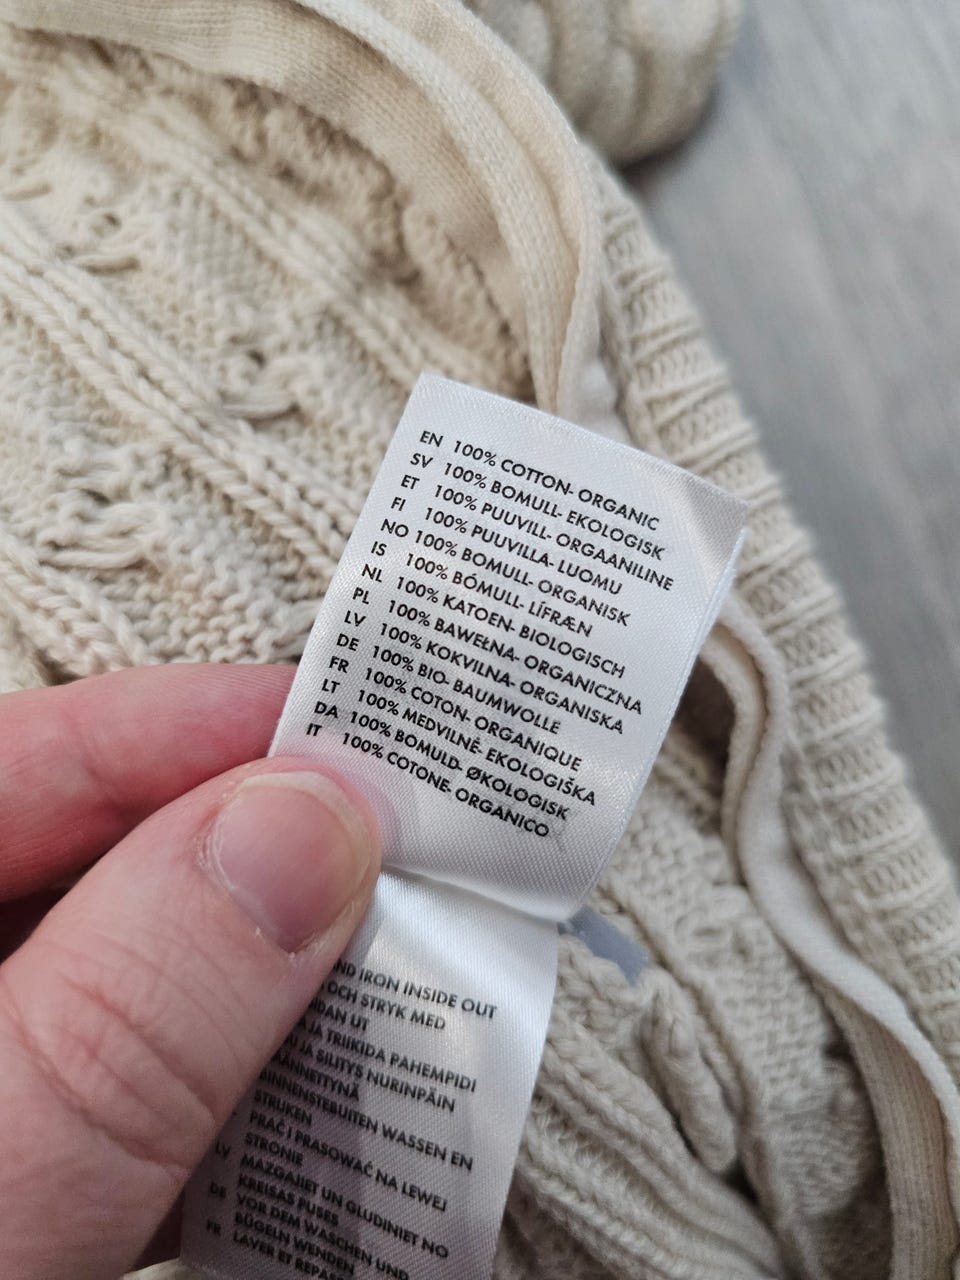 EN 100% COTTON- ORGANIC
SV 100% BOMULL- EKOLOGISK
ET 100% PUUVILL- ORGAANILINE
FI 100% PUUVILLA- LUOMU
NO 100% BOMULL- ORGANISK
IS 100% BÓMULL- LÍFRÆN
NL 100% KATOEN- BIOLOGISCH
PL 100% BAWEŁNA- ORGANICZNA
LV 100% KOKVILNA- ORGANISKA
DE 100% BIO- BAUMWOLLE
FR 100% COTON- ORGANIQUE
LT 100% MEDVILNĖ- EKOLOGIŠKA
DA 100% BOMULD- ØKOLOGISK
IT 100% COTONE- ORGANICO
IRON INSIDE OUT
OCH STRYK MED
UT
JA TRIIKIDA PAHEMPIDI
JA SILITYS NURINPÄIN
BINNENSTEBUITEN WASSEN EN
STRIJKEN
PRAĆ I PRASOWAĆ NA LEWEJ
STRONIE
LV MAZGAJIET UN GLUDINIET NO
KREISAS PUSES
DE VOR DEM WASCHEN UND
BÜGELN WENDEN
FR LAVER ET